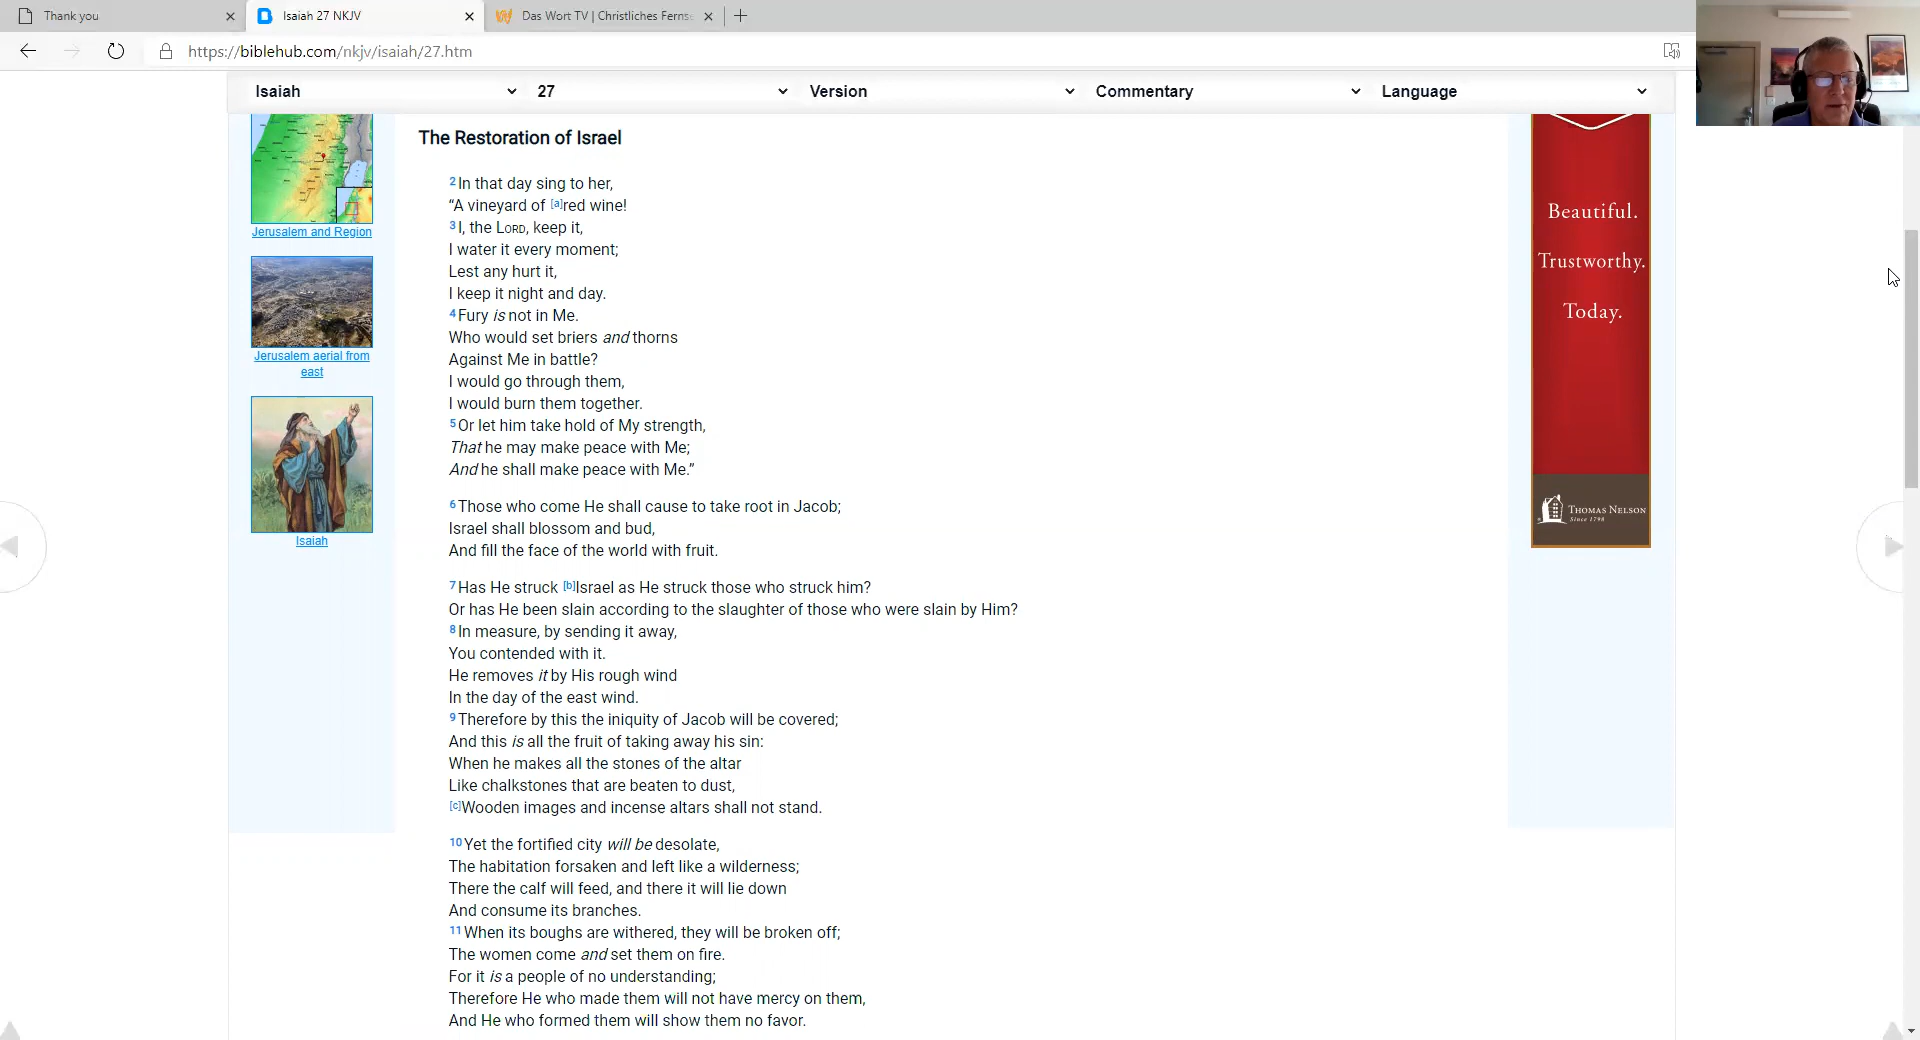 Thank you
Isaiah 27 NKJV
Das Wort TV | Christliches Fernse
https://biblehub.com/nkjv/isaiah/27.htm
Isaiah
27
Version
Commentary
Language
Jerusalem and Region
Jerusalem aerial from
east
Isaiah
The Restoration of Israel
2 In that day sing to her,
“A vineyard of [a]red wine!
3 I, the LORD, keep it,
I water it every moment;
Lest any hurt it,
I keep it night and day.
4 Fury is not in Me.
Who would set briers and thorns
Against Me in battle?
I would go through them,
I would burn them together.
5 Or let him take hold of My strength,
That he may make peace with Me;
And he shall make peace with Me.”
6 Those who come He shall cause to take root in Jacob;
Israel shall blossom and bud,
And fill the face of the world with fruit.
7 Has He struck [b]Israel as He struck those who struck him?
Or has He been slain according to the slaughter of those who were slain by Him?
8 In measure, by sending it away,
You contended with it.
He removes it by His rough wind
In the day of the east wind.
9 Therefore by this the iniquity of Jacob will be covered;
And this is all the fruit of taking away his sin:
When he makes all the stones of the altar
Like chalkstones that are beaten to dust,
[c]Wooden images and incense altars shall not stand.
10 Yet the fortified city will be desolate,
The habitation forsaken and left like a wilderness;
There the calf will feed, and there it will lie down
And consume its branches.
11 When its boughs are withered, they will be broken off;
The women come and set them on fire.
For it is a people of no understanding;
Therefore He who made them will not have mercy on them,
And He who formed them will show them no favor.
Beautiful.
Trustworthy.
Today.
THOMAS NELSON
Since 1798